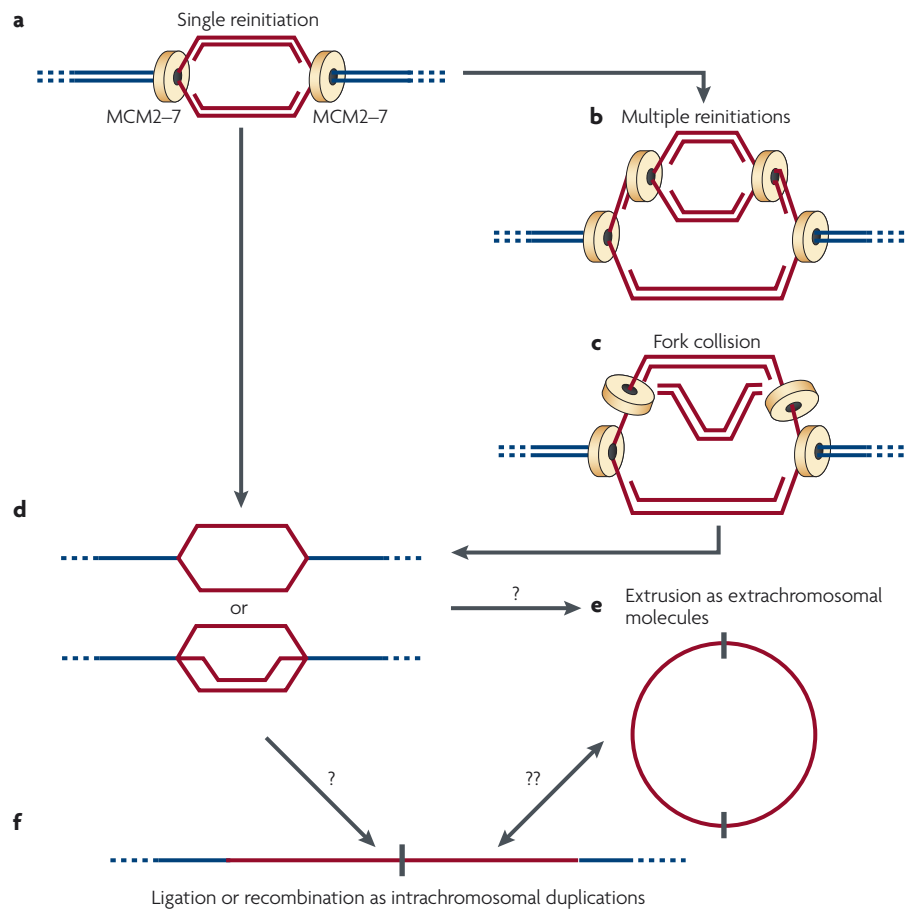 a
Single reinitiation
MCM2–7
MCM2–7
b Multiple reinitiations
c Fork collision
d
or
?
e Extrusion as extrachromosomal
molecules
?
??
f
Ligation or recombination as intrachromosomal duplications